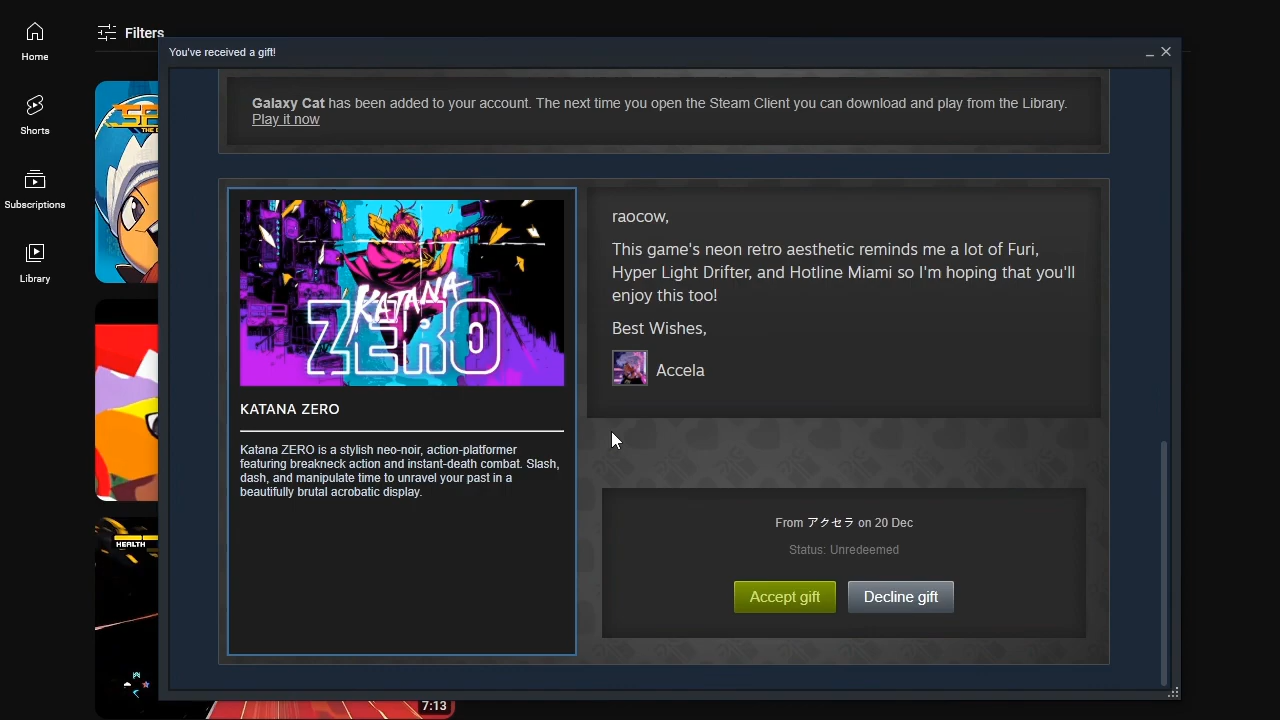 Home
Shorts
Subscriptions
Library
Filters
THE
HEALTH
7:13
You've received a gift!
Galaxy Cat has been added to your account. The next time you open the Steam Client you can download and play from the Library.
Play it now
KATANA
ZERO
KATANA ZERO
Katana ZERO is a stylish neo-noir, action-platformer
featuring breakneck action and instant-death combat. Slash,
dash, and manipulate time to unravel your past in a
beautifully brutal acrobatic display.
raocow,
This game's neon retro aesthetic reminds me a lot of Furi,
Hyper Light Drifter, and Hotline Miami so I'm hoping that you'll
enjoy this too!
Best Wishes,
Accela
From アクセラ on 20 Dec
Status: Unredeemed
Accept gift
Decline gift